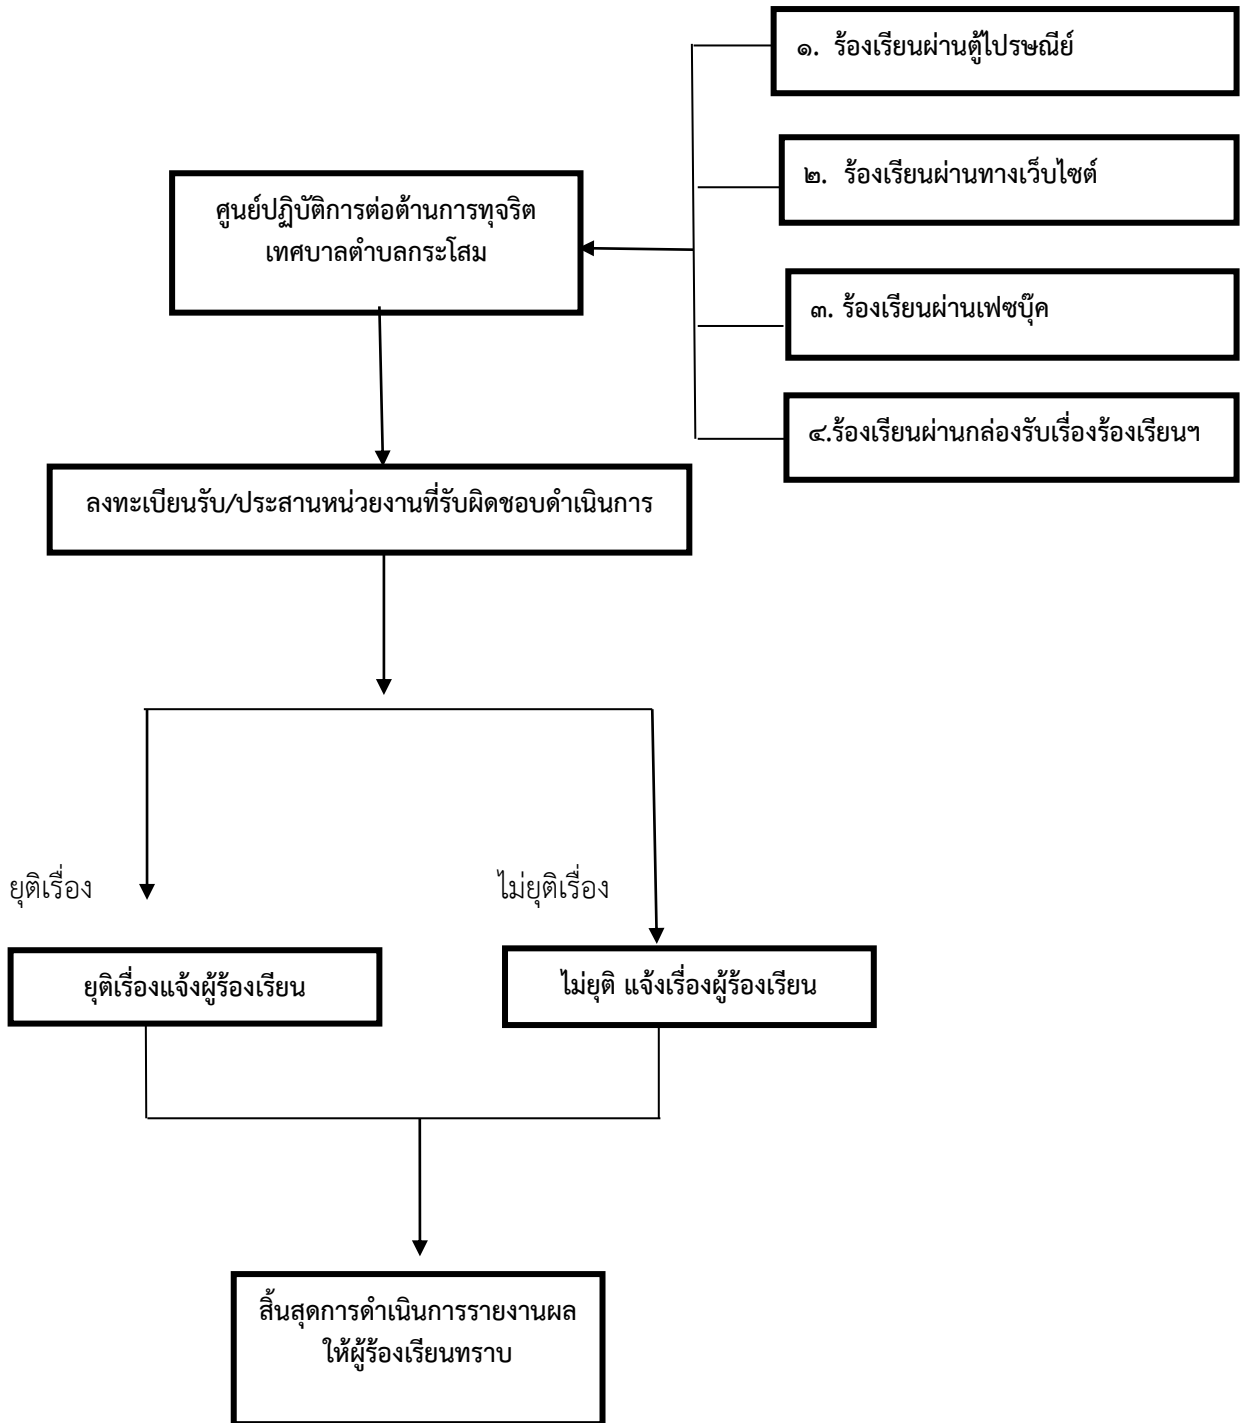 ๑. ร้องเรียนผ่านตู้ไปรษณีย์
๒. ร้องเรียนผ่านทางเว็บไซต์
ศูนย์ปฏิบัติการต่อต้านการทุจริต
เทศบาลตำบลกระโสม
๓. ร้องเรียนผ่านเฟซบุ๊ค
๔.ร้องเรียนผ่านกล่องรับเรื่องร้องเรียนฯ
ลงทะเบียนรับ/ประสานหน่วยงานที่รับผิดชอบดำเนินการ
ยุติเรื่อง
ไม่ยุติเรื่อง
ยุติเรื่องแจ้งผู้ร้องเรียน
ไม่ยุติ แจ้งเรื่องผู้ร้องเรียน
สิ้นสุดการดำเนินการรายงานผล
ให้ผู้ร้องเรียนทราบ